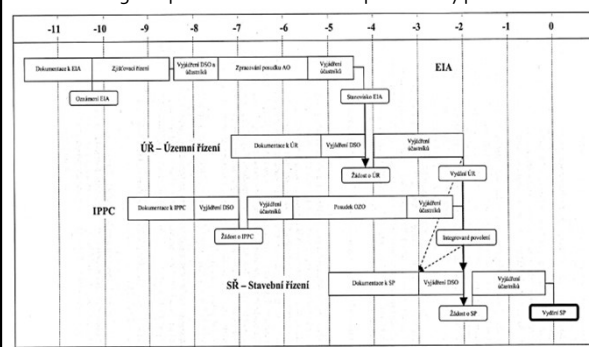 -11 -10 -9 -8 -7 -6 -5 -4 -3 -2 -1 0
EIA
Dokumentace k EIA
Zjišťovací řízení
Vyjádření DSO a
účastníků
Zpracování posudku AO
Vyjádření
účastníků
Oznámení EIA
Stanovisko EIA
ÚŘ – Územní řízení
Dokumentace k ÚR
Vyjádření DSO
Vyjádření
účastníků
Žádost o ÚR
Vydání ÚR
IPPC
Dokumentace k IPPC
Vyjádření DSO
Vyjádření
účastníků
Posudek OZO
Vyjádření
účastníků
Žádost o IPPC
Integrované povolení
SŘ – Stavební řízení
Dokumentace k SP
Vyjádření DSO
Vyjádření
účastníků
Žádost o SP
Vydání SP